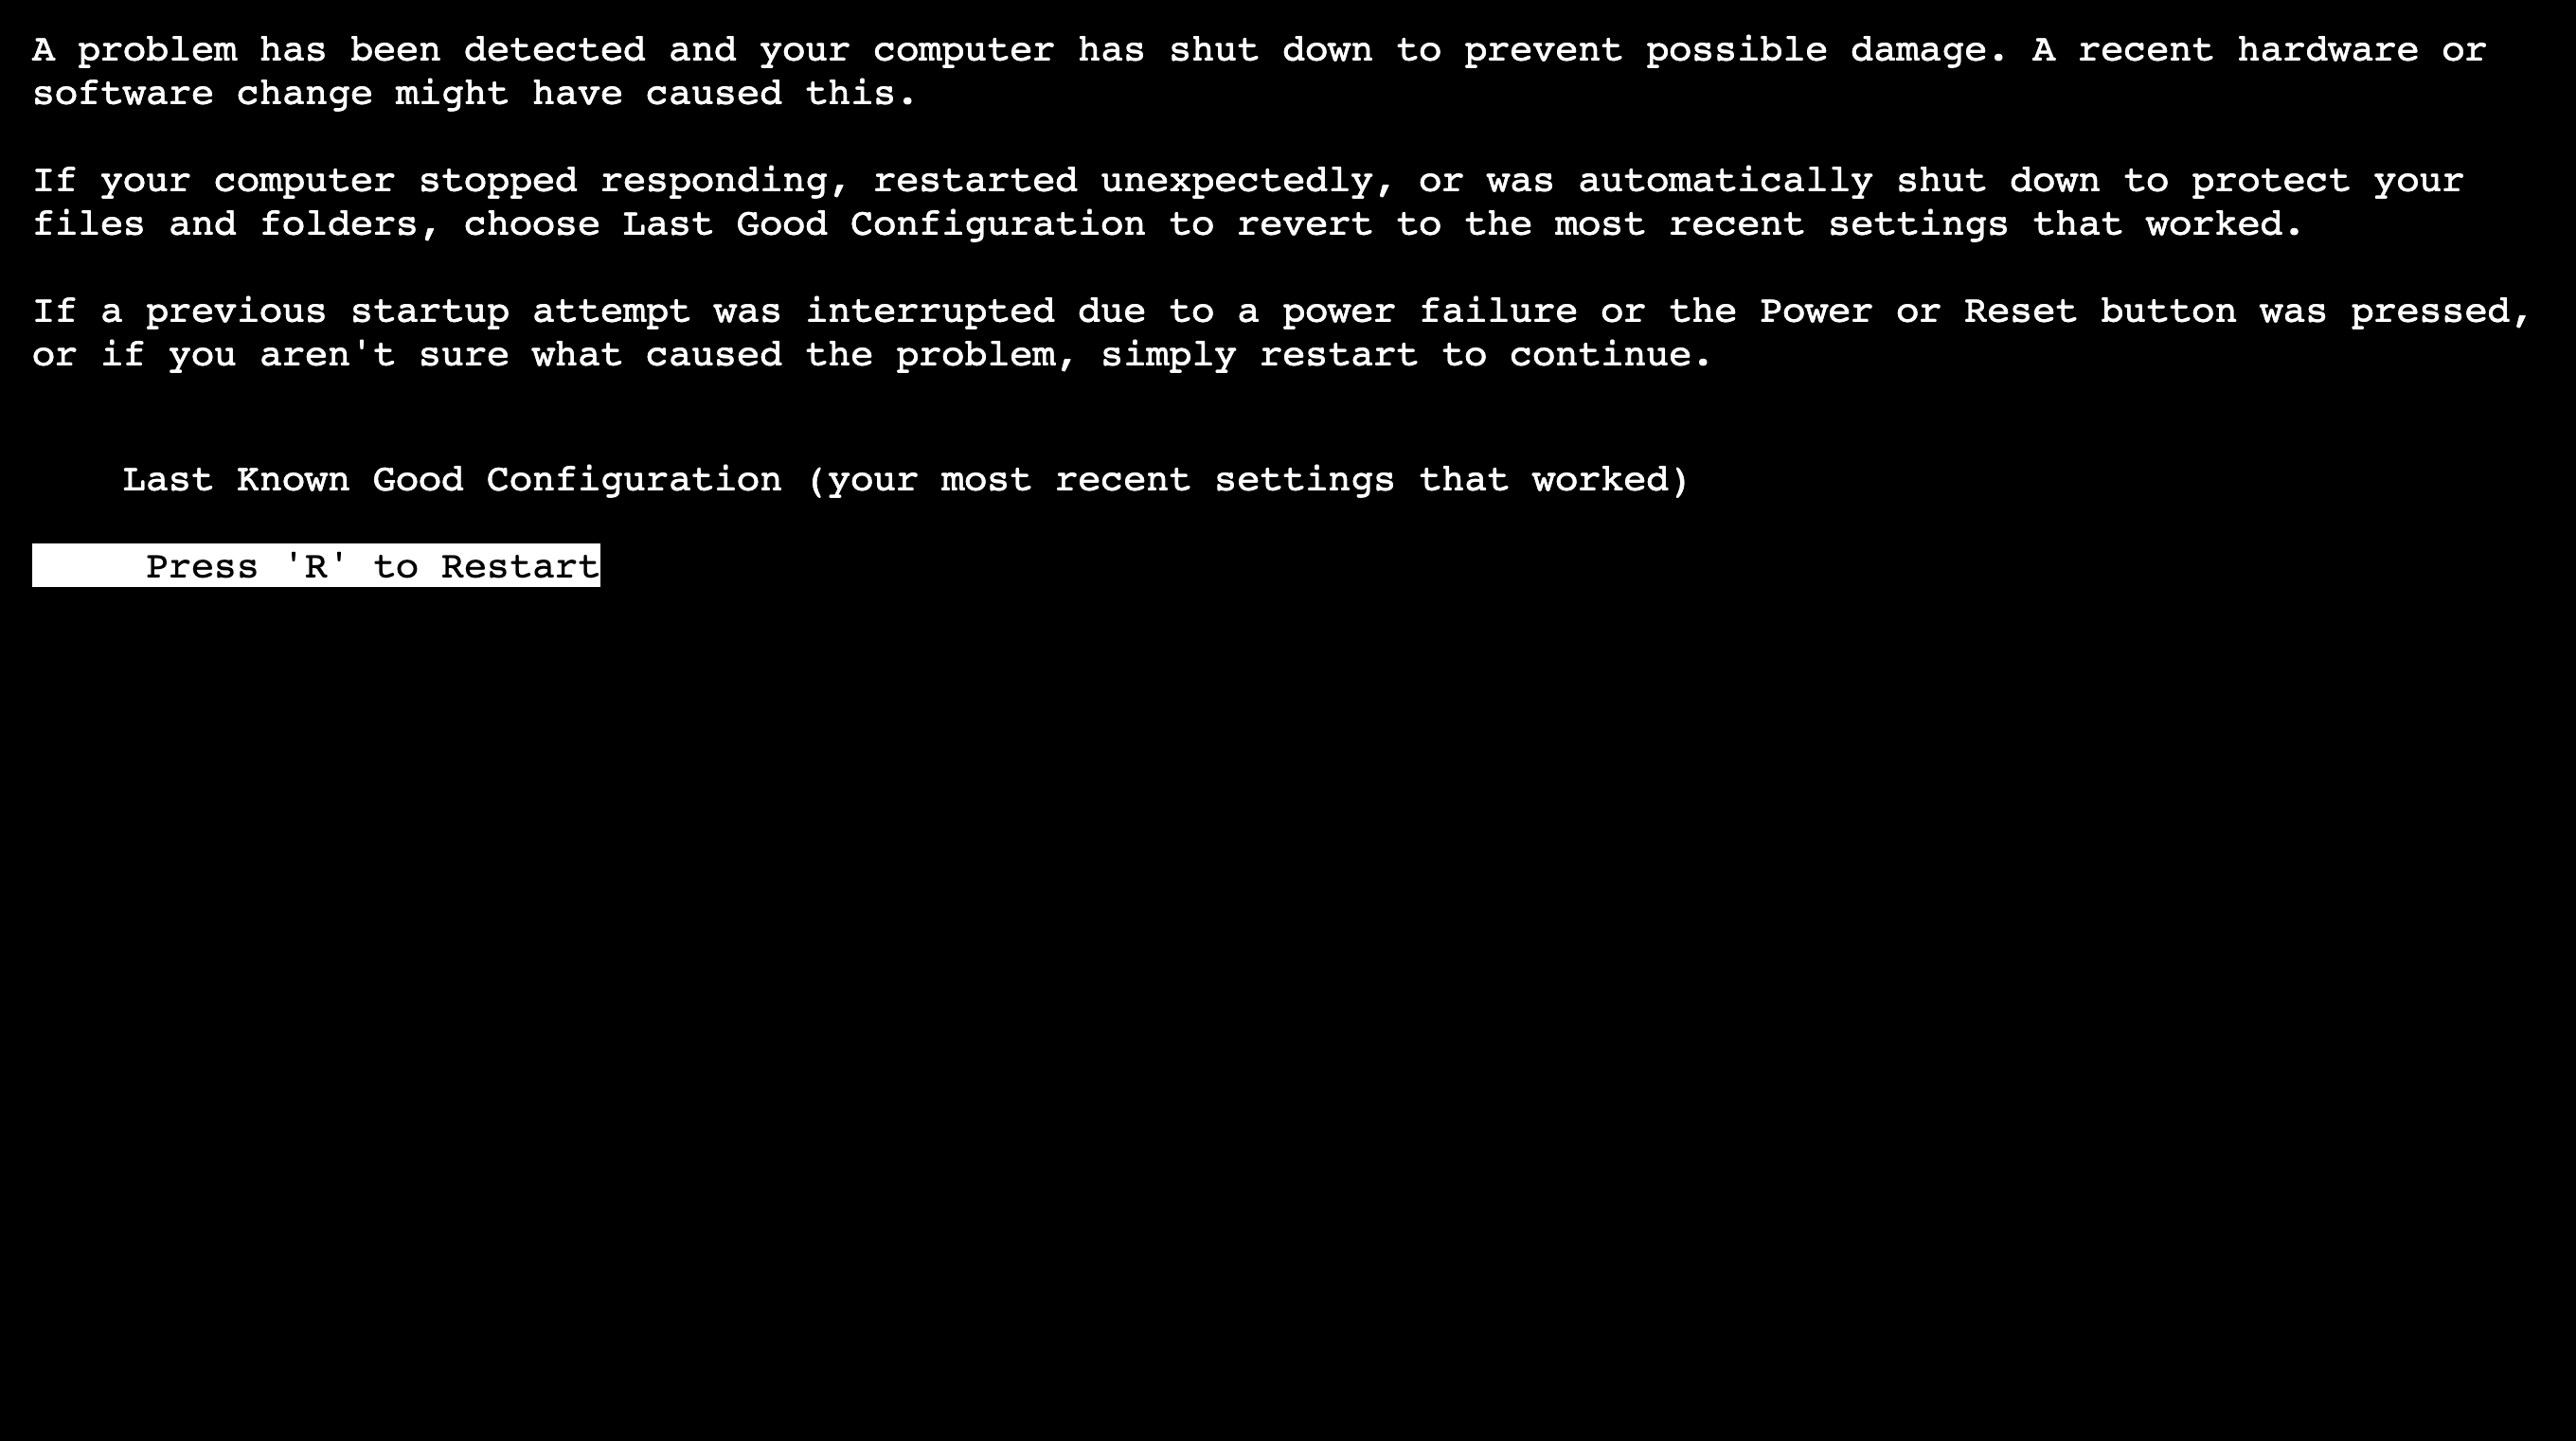 A problem has been detected and your computer has shut down to prevent possible damage. A recent hardware or
software change might have caused this.
If your computer stopped responding, restarted unexpectedly, or was automatically shut down to protect your
files and folders, choose Last Good Configuration to revert to the most recent settings that worked.
If a previous startup attempt was interrupted due to a power failure or the Power or Reset button was pressed,
or if you aren't sure what caused the problem, simply restart to continue.
Last Known Good Configuration (your most recent settings that worked)
Press 'R' to Restart